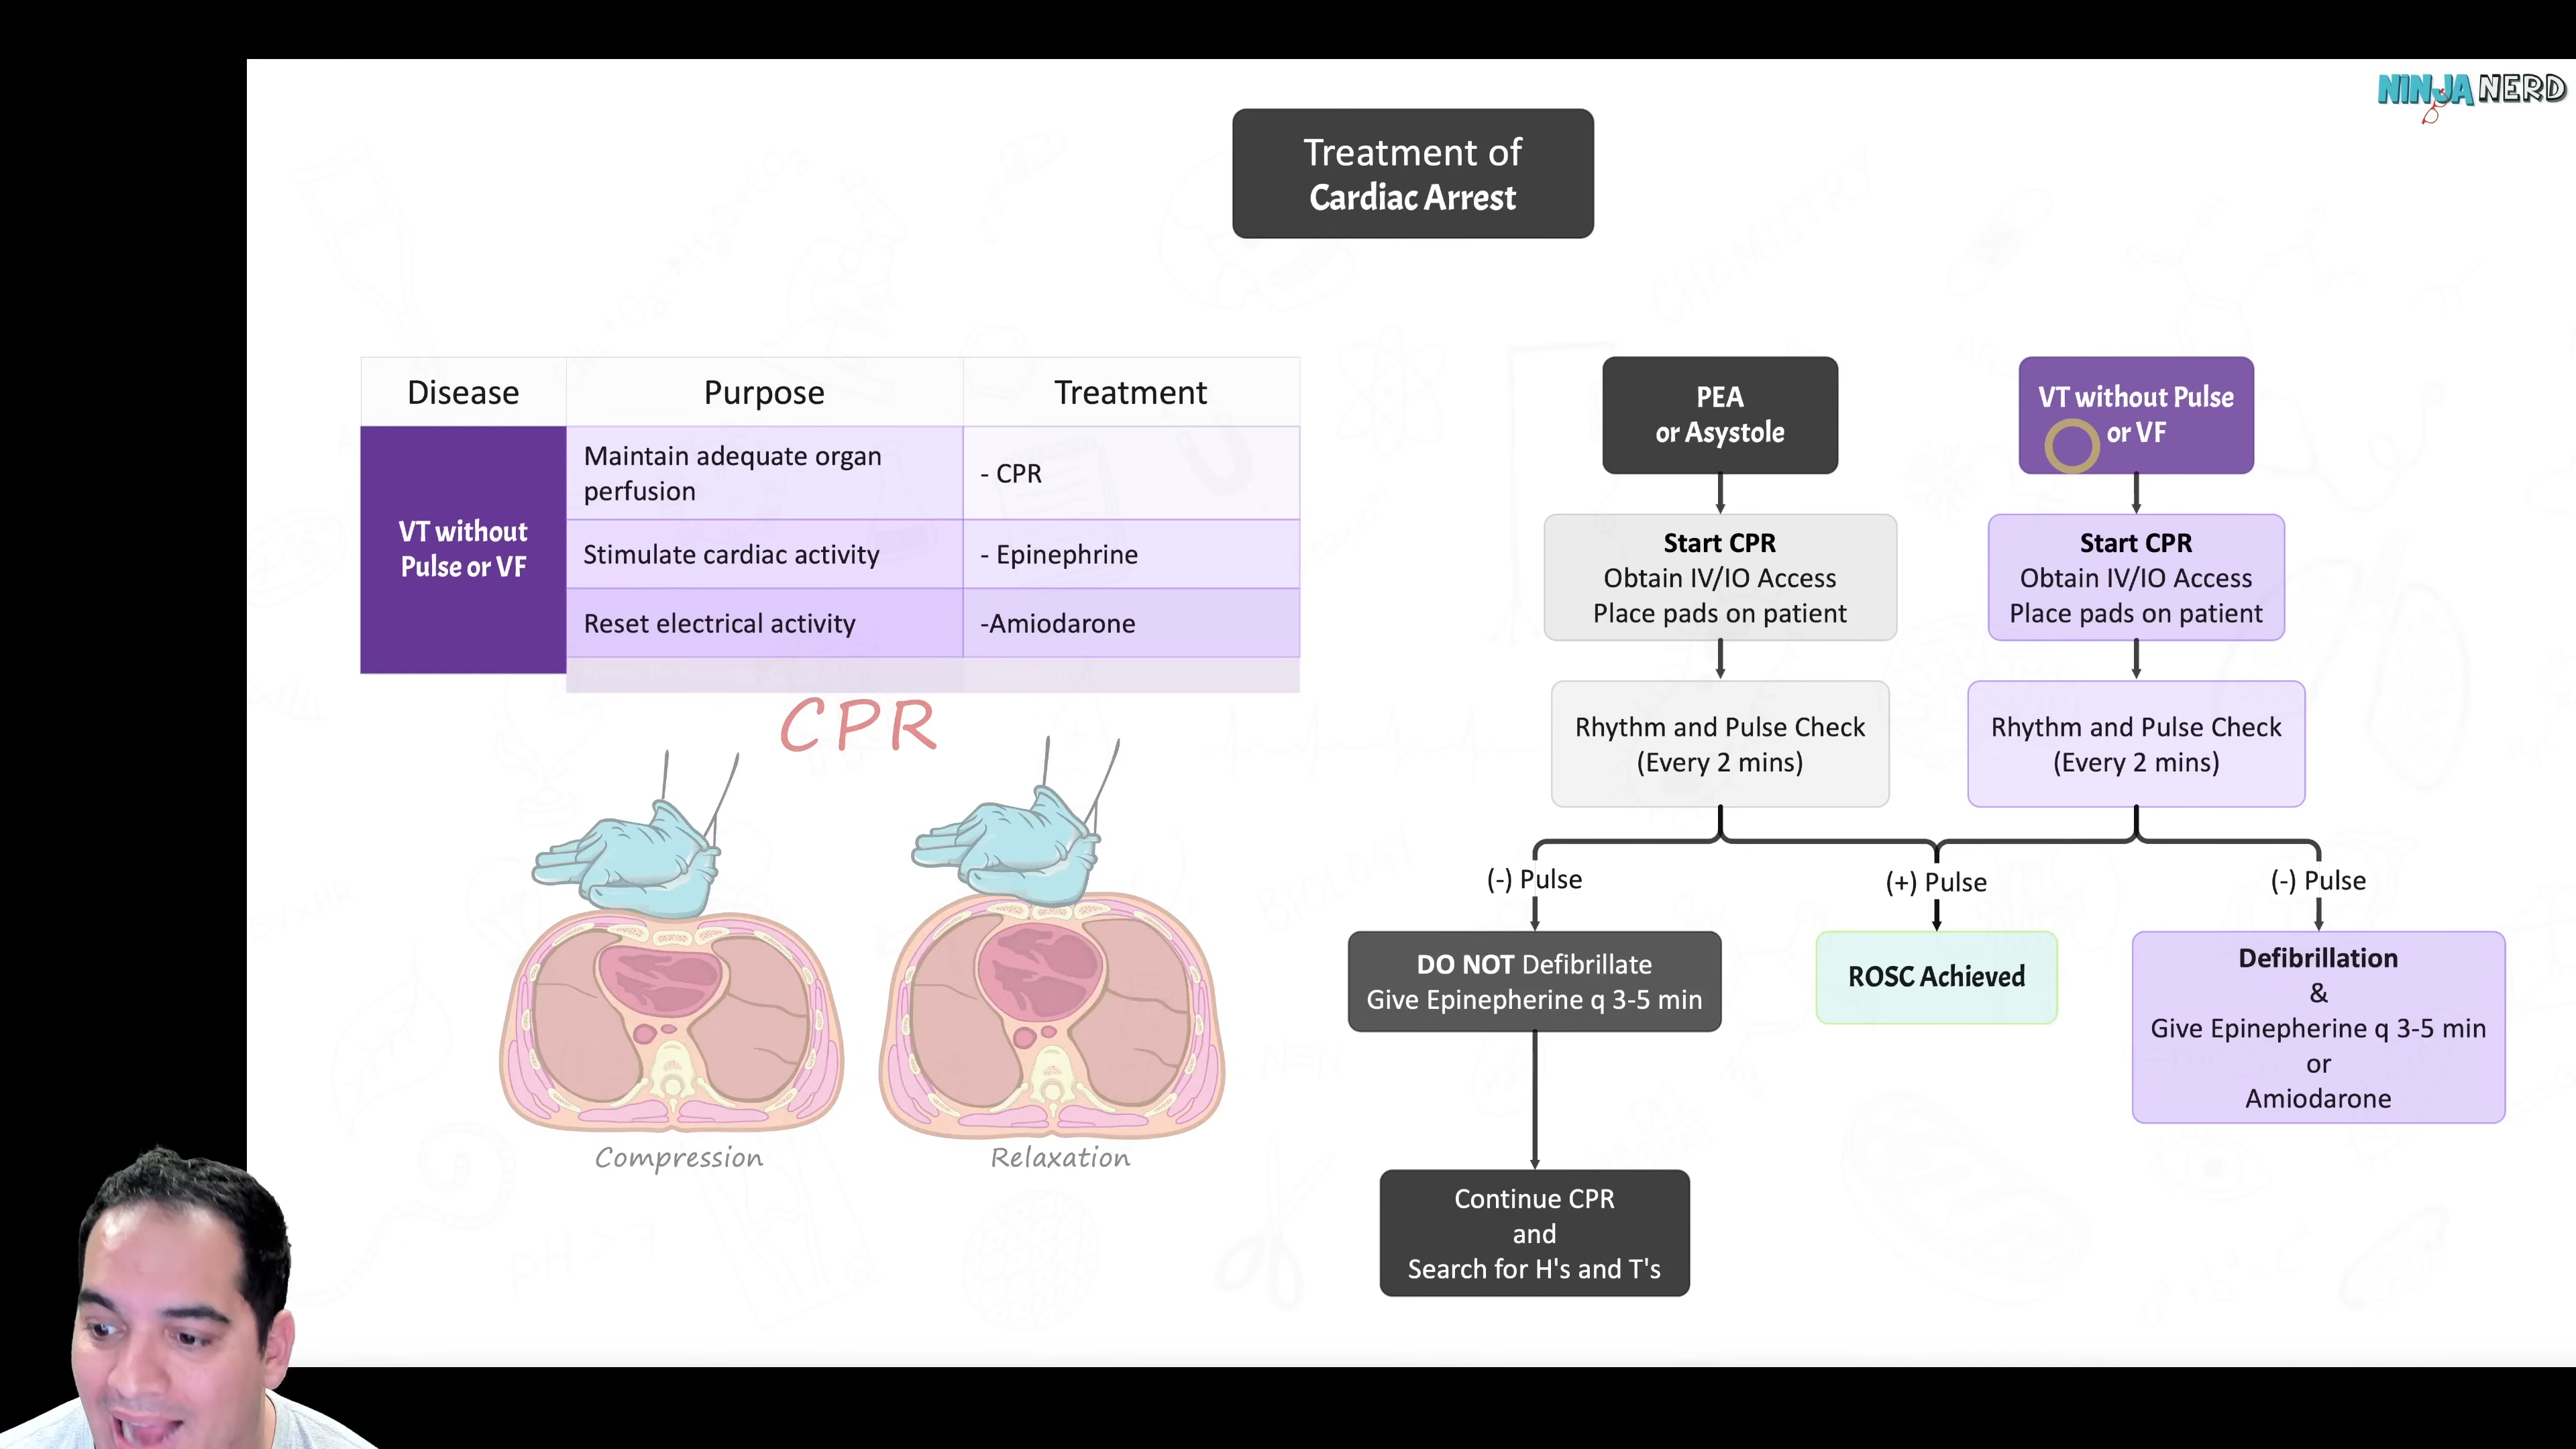 NINJA NERD
Treatment of
Cardiac Arrest
Disease
Purpose
Treatment
VT without
Pulse or VF
Maintain adequate organ
perfusion
- CPR
Stimulate cardiac activity
- Epinephrine
Reset electrical activity
-Amiodarone
CPR
Compression
Relaxation
PEA
or Asystole
VT without Pulse
or VF
Start CPR
Obtain IV/IO Access
Place pads on patient
Start CPR
Obtain IV/IO Access
Place pads on patient
Rhythm and Pulse Check
(Every 2 mins)
Rhythm and Pulse Check
(Every 2 mins)
(-) Pulse
(+) Pulse
(-) Pulse
DO NOT Defibrillate
Give Epinepherine q 3-5 min
ROSC Achieved
Defibrillation
&
Give Epinepherine q 3-5 min
or
Amiodarone
Continue CPR
and
Search for H's and T's
CHEMISTRY
BIOLOGY